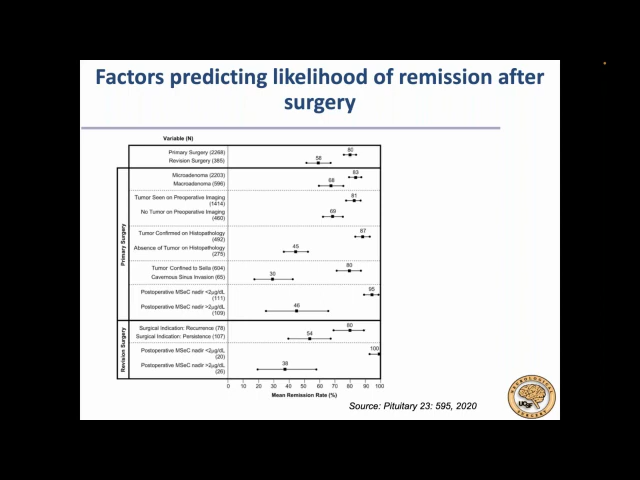 Factors predicting likelihood of remission after
surgery
Variable (N)
Primary Surgery (2268)
80
Revision Surgery (385)
58
Primary Surgery
Microadenoma (2203)
83
Macroadenoma (596)
68
Tumor Seen on Preoperative Imaging
(1414)
81
No Tumor on Preoperative Imaging
(460)
69
Tumor Confirmed on Histopathology
(492)
87
Absence of Tumor on Histopathology
(275)
45
Tumor Confined to Sella (604)
80
Cavernous Sinus Invasion (65)
30
Postoperative MSeC nadir <2µg/dL
(111)
95
Postoperative MSeC nadir >2µg/dL
(109)
46
Revision Surgery
Surgical Indication: Recurrence (78)
80
Surgical Indication: Persistence (107)
54
Postoperative MSeC nadir <2µg/dL
(20)
100
Postoperative MSeC nadir >2µg/dL
(26)
38
0 10 20 30 40 50 60 70 80 90 100
Mean Remission Rate (%)
Source: Pituitary 23: 595, 2020
NEUROLOGICAL
UCSF
SURGERY